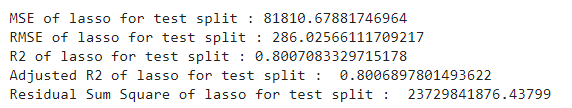 MSE of lasso for test split : 81810.67881746964
RMSE of lasso for test split : 286.02566111709217
R2 of lasso for test split : 0.8007083329715178
Adjusted R2 of lasso for test split :  0.8006897801493622
Residual Sum Square of lasso for test split :  23729841876.43799